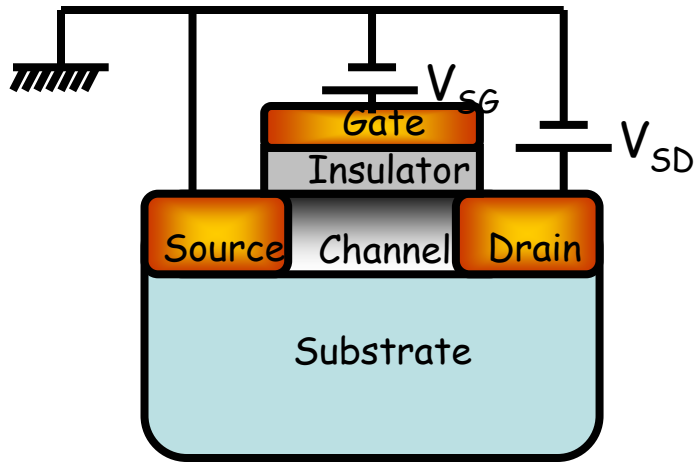 V_SG
Gate
V_SD
Insulator
Source Channel Drain
Substrate